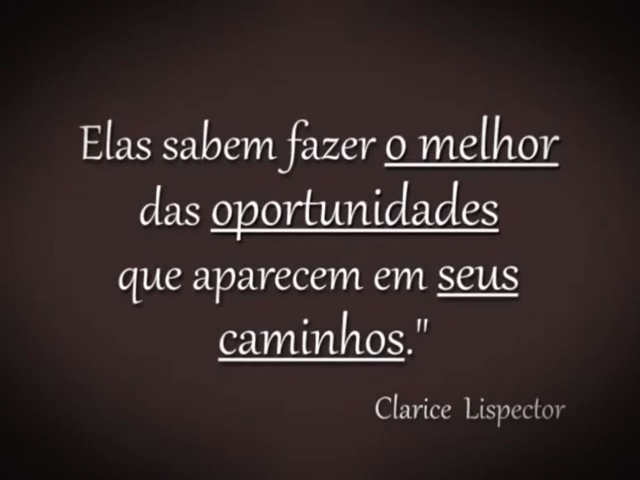 Elas sabem fazer o melhor
das oportunidades
que aparecem em seus
caminhos."
Clarice Lispector